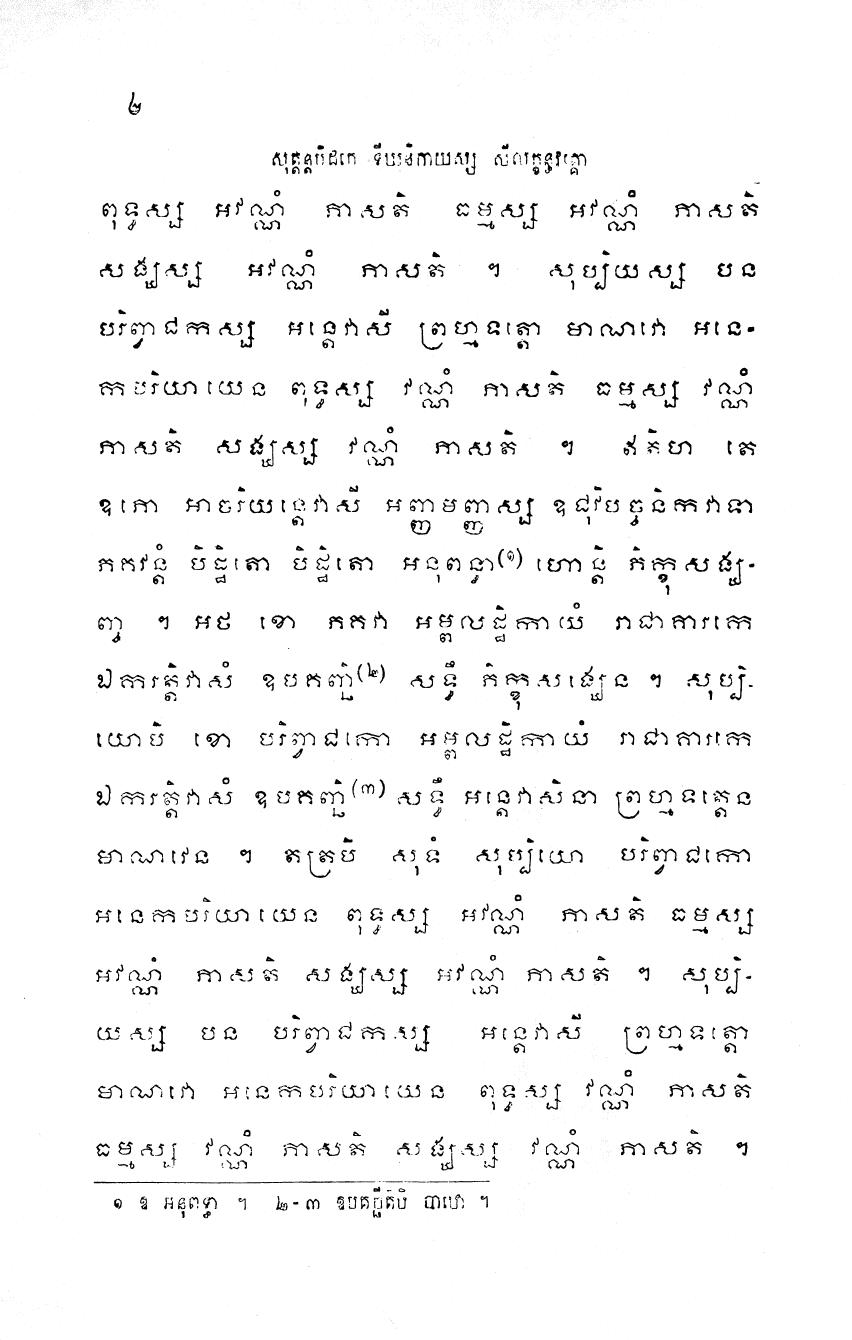 ២
សុត្តន្តបិដកេ ទីឃនិកាយស្ស សីលក្ខន្ធវគ្គោ
ពុទ្ធស្ស អវណ្ណំ ភាសតិ ធម្មស្ស អវណ្ណំ ភាសតិ
សង្ឃស្ស អវណ្ណំ ភាសតិ ។ សុប្បិយស្ស បន
បរិព្វាជកស្ស អន្តេវាសី ព្រហ្មទត្តោ មាណវោ អនេ-
កបរិយាយេន ពុទ្ធស្ស វណ្ណំ ភាសតិ ធម្មស្ស វណ្ណំ
ភាសតិ សង្ឃស្ស វណ្ណំ ភាសតិ ។ ឥតិហ តេ
ឧភោ អាចរិយន្តេវាសី អញ្ញមញ្ញស្ស ឧជុវិបច្ចនិកវាទា
ភគវន្តំ បិដ្ឋិតោ បិដ្ឋិតោ អនុពន្ធា(១) ហោន្តិ ភិក្ខុសង្ឃ-
ញ្ច ។ អថ ខោ ភគវា អម្ពលដ្ឋិកាយំ រាជាគារកេ
ឯករត្តិវាសំ ឧបគញ្ឆិ(២) សទ្ធឹ ភិក្ខុសង្ឃេន ។ សុប្បិ-
យោបិ ខោ បរិព្វាជកោ អម្ពលដ្ឋិកាយំ រាជាគារកេ
ឯករត្តិវាសំ ឧបគញ្ឆិ(៣) សទ្ធឹ អន្តេវាសិនា ព្រហ្មទត្តេន
មាណវេន ។ តត្របិ សុទំ សុប្បិយោ បរិព្វាជកោ
អនេកបរិយាយេន ពុទ្ធស្ស អវណ្ណំ ភាសតិ ធម្មស្ស
អវណ្ណំ ភាសតិ សង្ឃស្ស អវណ្ណំ ភាសតិ ។ សុប្បិ-
យស្ស បន បរិព្វាជកស្ស អន្តេវាសី ព្រហ្មទត្តោ
មាណវោ អនេកបរិយាយេន ពុទ្ធស្ស វណ្ណំ ភាសតិ
ធម្មស្ស វណ្ណំ ភាសតិ សង្ឃស្ស វណ្ណំ ភាសតិ ។
១ ឧ អនុពទ្ធា ។ ២-៣ ឧបគច្ឆីតិបិ បាឋោ ។